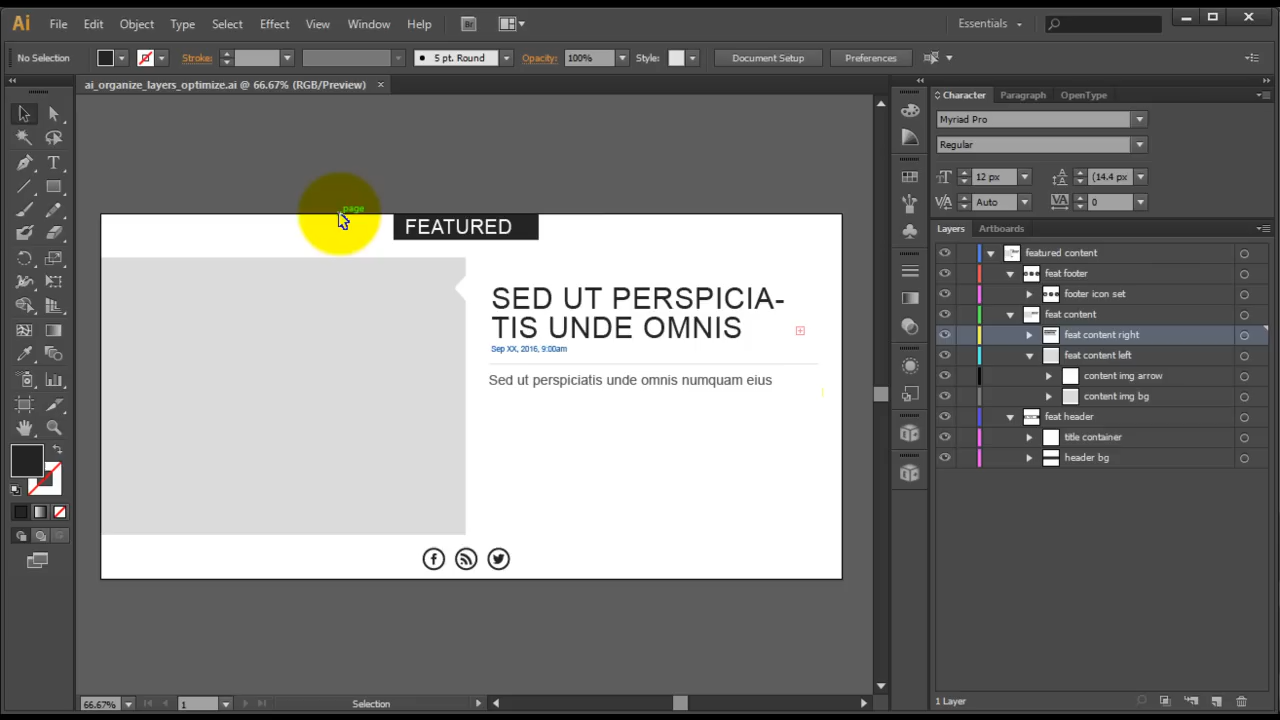 Ai File Edit Object Type Select Effect View Window Help Br Essentials
No Selection Stroke: 5 pt. Round Opacity: 100% Style: Document Setup Preferences
ai_organize_layers_optimize.ai @ 66.67% (RGB/Preview)
Character Paragraph OpenType
Myriad Pro
Regular
12 px (14.4 px
Auto 0
Layers Artboards
featured content
feat footer
footer icon set
feat content
feat content right
feat content left
content img arrow
content img bg
feat header
title container
header bg
page
FEATURED
SED UT PERSPICIA-
TIS UNDE OMNIS
Sep XX, 2016, 9:00am
Sed ut perspiciatis unde omnis numquam eius
66.67% 1 Selection
1 Layer